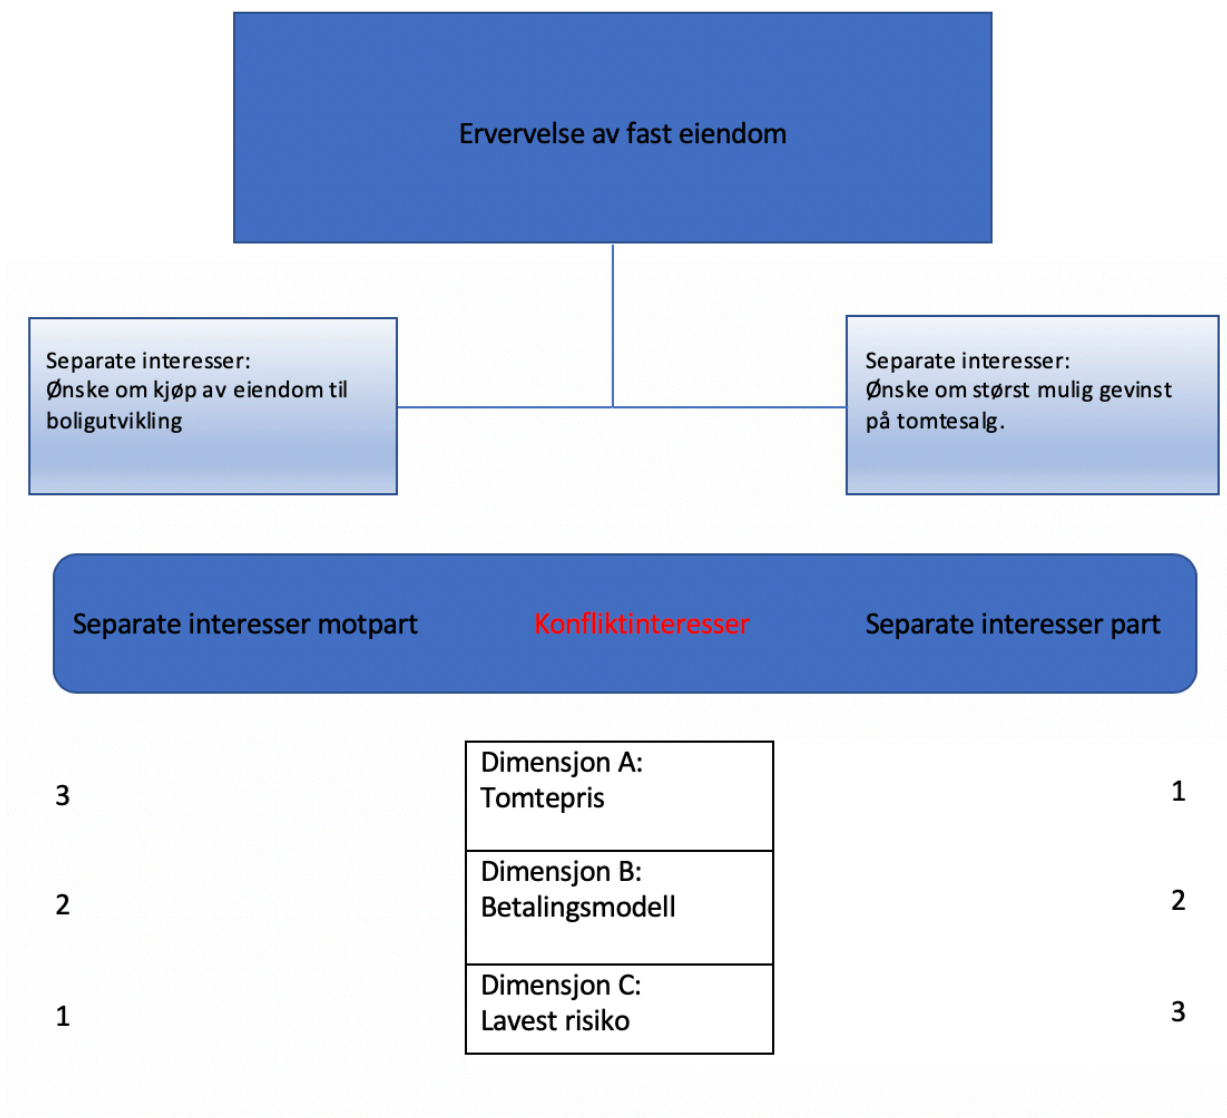 Ervervelse av fast eiendom
Separate interesser:
Ønske om kjøp av eiendom til
boligutvikling
Separate interesser:
Ønske om størst mulig gevinst
på tomtesalg.
Separate interesser motpart
Konfliktinteresser
Separate interesser part
3
Dimensjon A:
Tomtepris
1
2
Dimensjon B:
Betalingsmodell
2
1
Dimensjon C:
Lavest risiko
3